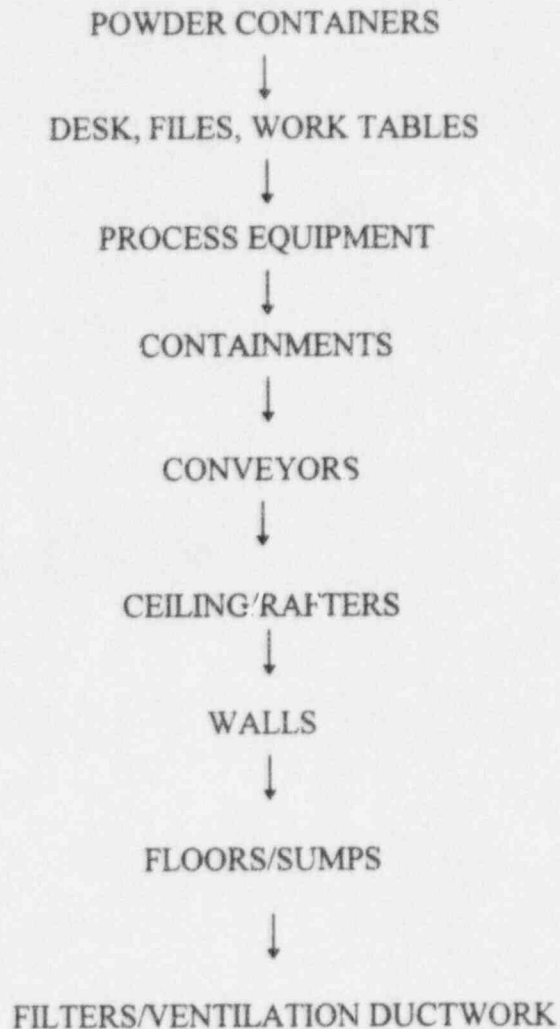 POWDER CONTAINERS
DESK, FILES, WORK TABLES
PROCESS EQUIPMENT
CONTAINMENTS
CONVEYORS
CEILING/RAFTERS
WALLS
FLOORS/SUMPS
FILTERS/VENTILATION DUCTWORK